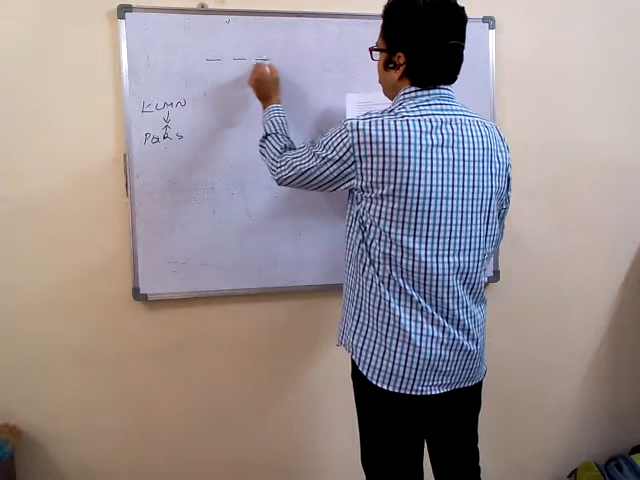 _ _ _
KLMN
↓
↑
PQRS